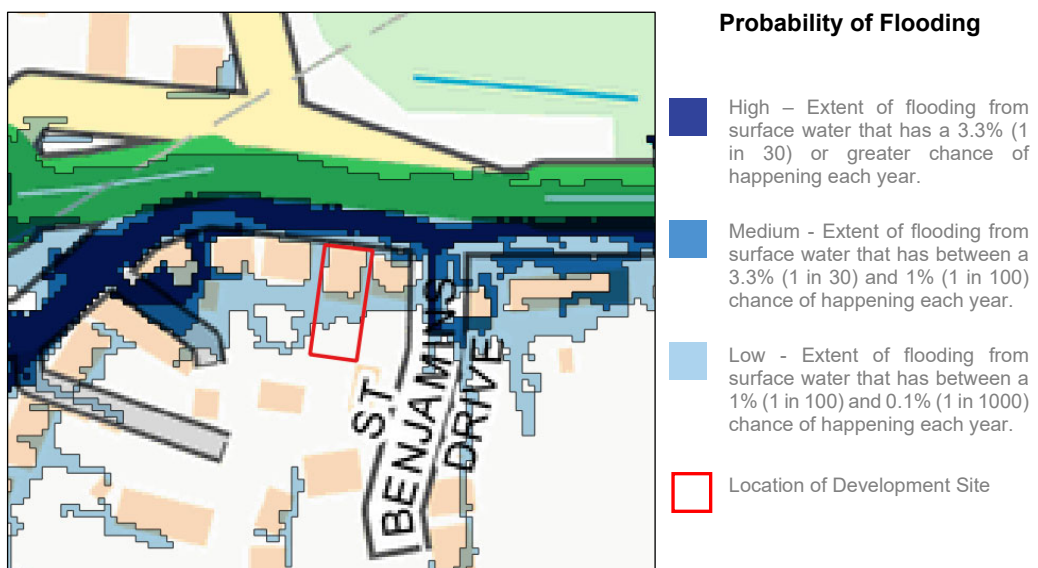 Probability of Flooding
High – Extent of flooding from
surface water that has a 3.3% (1
in 30) or greater chance of
happening each year.
Medium - Extent of flooding from
surface water that has between a
3.3% (1 in 30) and 1% (1 in 100)
chance of happening each year.
Low - Extent of flooding from
surface water that has between a
1% (1 in 100) and 0.1% (1 in 1000)
chance of happening each year.
Location of Development Site
ST
BENJAMINS
DRIVE